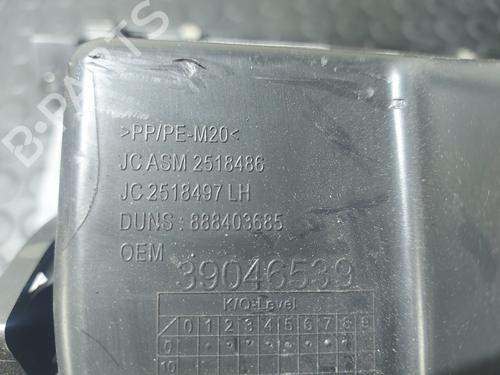 B-PARTS
>PP/PE-M20<
JC ASM 2518486
JC 2518497 LH
DUNS : 888403685
OEM
39046539
K/Q-Level
/ 0 1 2 3 4 5 6 7 8 9
0
10